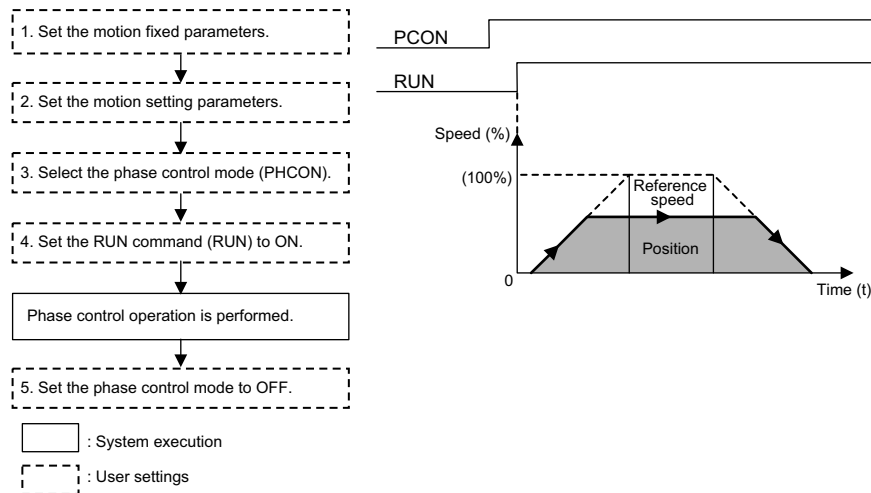 1. Set the motion fixed parameters.
2. Set the motion setting parameters.
3. Select the phase control mode (PHCON).
4. Set the RUN command (RUN) to ON.
Phase control operation is performed.
5. Set the phase control mode to OFF.
: System execution
: User settings
PCON
RUN
Speed (%)
(100%)
Reference
speed
Position
0
Time (t)